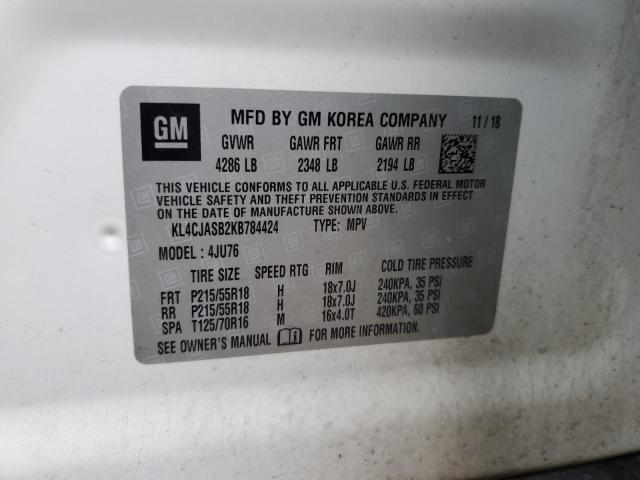 GM
MFD BY GM KOREA COMPANY 11 / 18
GVWR GAWR FRT GAWR RR
4286 LB 2348 LB 2194 LB
THIS VEHICLE CONFORMS TO ALL APPLICABLE U.S. FEDERAL MOTOR
VEHICLE SAFETY AND THEFT PREVENTION STANDARDS IN EFFECT
ON THE DATE OF MANUFACTURE SHOWN ABOVE.
KL4CJASB2KB784424 TYPE: MPV
MODEL : 4JU76
TIRE SIZE SPEED RTG RIM COLD TIRE PRESSURE
FRT P215/55R18 H 18x7.0J 240KPA, 35 PSI
RR P215/55R18 H 18x7.0J 240KPA, 35 PSI
SPA T125/70R16 M 16x4.0T 420KPA, 60 PSI
SEE OWNER'S MANUAL FOR MORE INFORMATION.